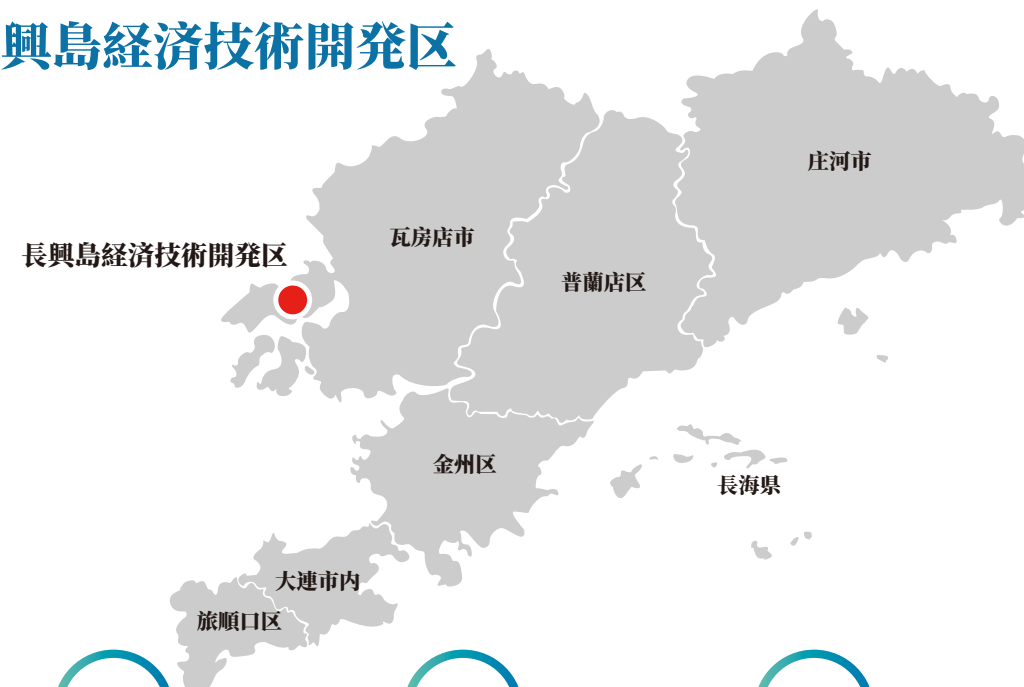 興島経済技術開発区
庄河市
瓦房店市
長興島経済技術開発区
普蘭店区
金州区
長海県
大連市内
旅順口区